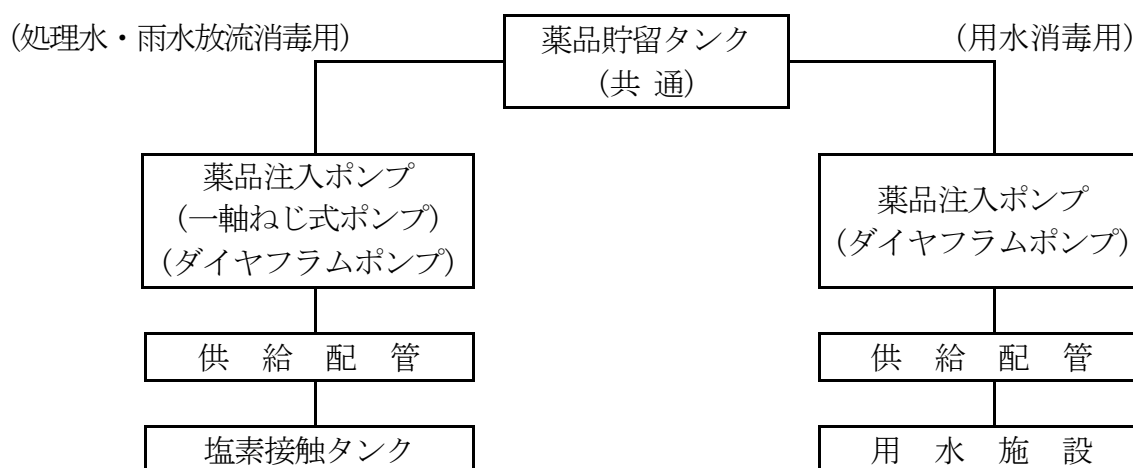 (処理水・雨水放流消毒用)
薬品貯留タンク
(共 通)
(用水消毒用)
薬品注入ポンプ
(一軸ねじ式ポンプ)
(ダイヤフラムポンプ)
薬品注入ポンプ
(ダイヤフラムポンプ)
供 給 配 管
供 給 配 管
塩素接触タンク
用 水 施 設